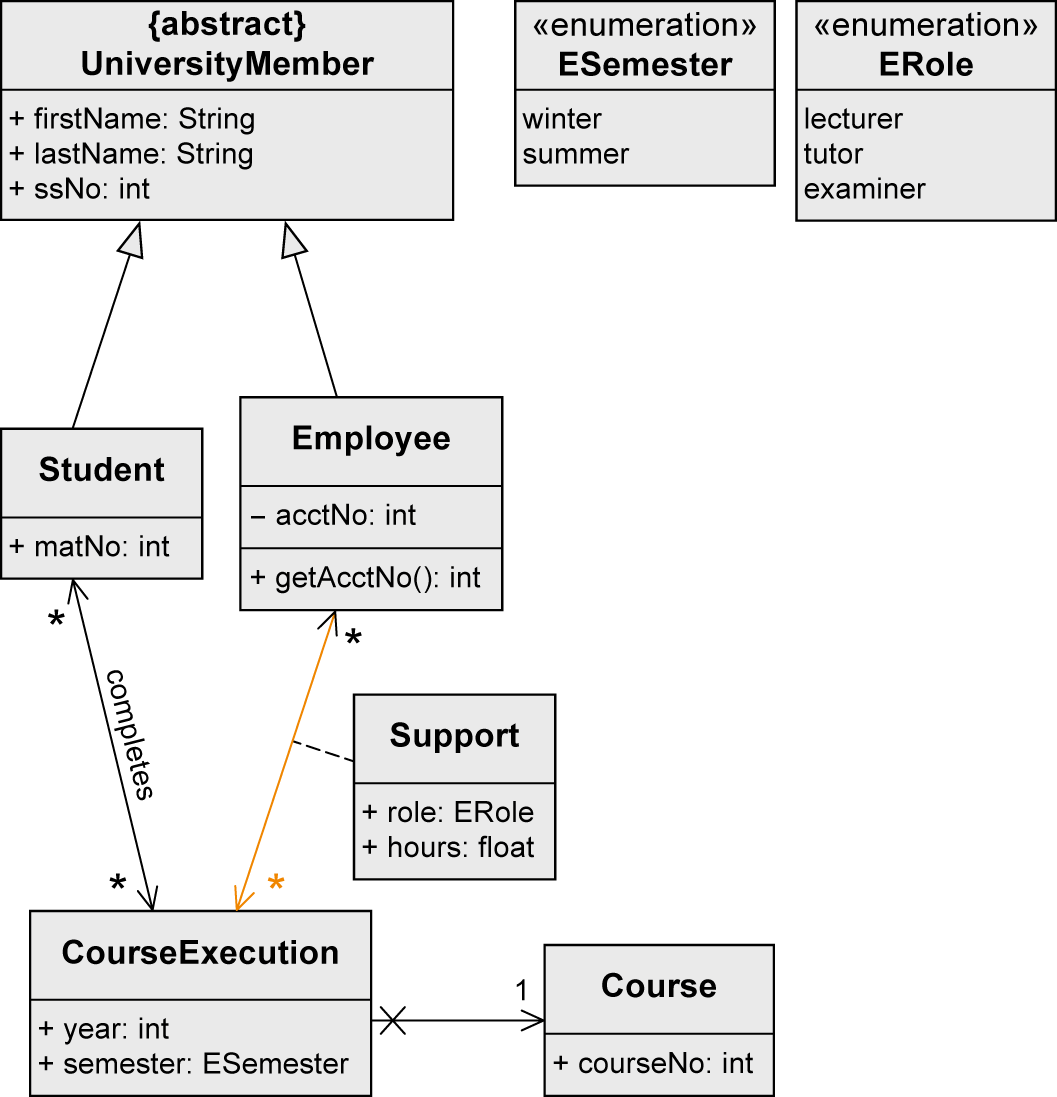 {abstract}
UniversityMember
+ firstName: String
+ lastName: String
+ ssNo: int
«enumeration»
ESemester
winter
summer
«enumeration»
ERole
lecturer
tutor
examiner
Student
+ matNo: int
Employee
– acctNo: int
+ getAcctNo(): int
*
*
completes
Support
+ role: ERole
+ hours: float
*
*
CourseExecution
+ year: int
+ semester: ESemester
1
Course
+ courseNo: int